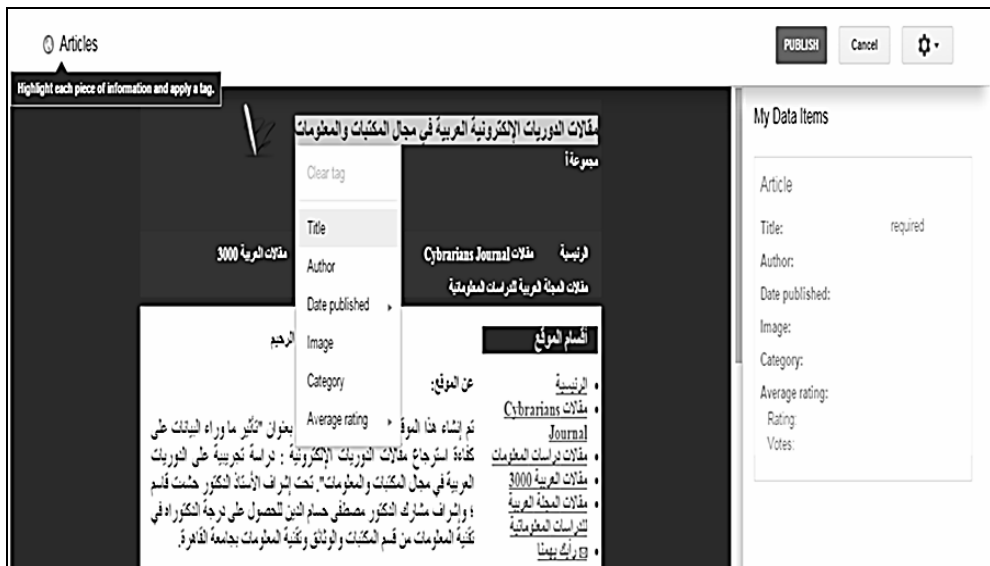 Articles
PUBLISH
Cancel
Highlight each piece of information and apply a tag.
مقالات الدوريات الإلكترونية العربية في مجال المكتبات والمعلومات
مجموعة أ
Clear tag
Title
Author
Date published
Image
Category
Average rating
الرئيسية
مقالات Cybrarians Journal
مقالات العربية 3000
مقالات المجلة العربية للدراسات المعلوماتية
أقسام الموقع
الرئيسية
مقالات Cybrarians
Journal
مقالات دراسات المعلومات
مقالات العربية 3000
مقالات المجلة العربية
للدراسات المعلوماتية
رأيك يهمنا
الرحيم
عن الموقع:
تم إنشاء هذا الموقع بعنوان "تأثير ما وراء البيانات على
كفاءة استرجاع مقالات الدوريات الإلكترونية : دراسة تجريبية على الدوريات
العربية في مجال المكتبات والمعلومات". تحت إشراف الأستاذ الدكتور حشمت قاسم
؛ وإشراف مشارك الدكتور مصطفى حسام الدين للحصول على درجة الدكتوراه في
تقنية المعلومات من قسم المكتبات والوثائق وتقنية المعلومات بجامعة القاهرة.
My Data Items
Article
Title: required
Author:
Date published:
Image:
Category:
Average rating:
Rating:
Votes: